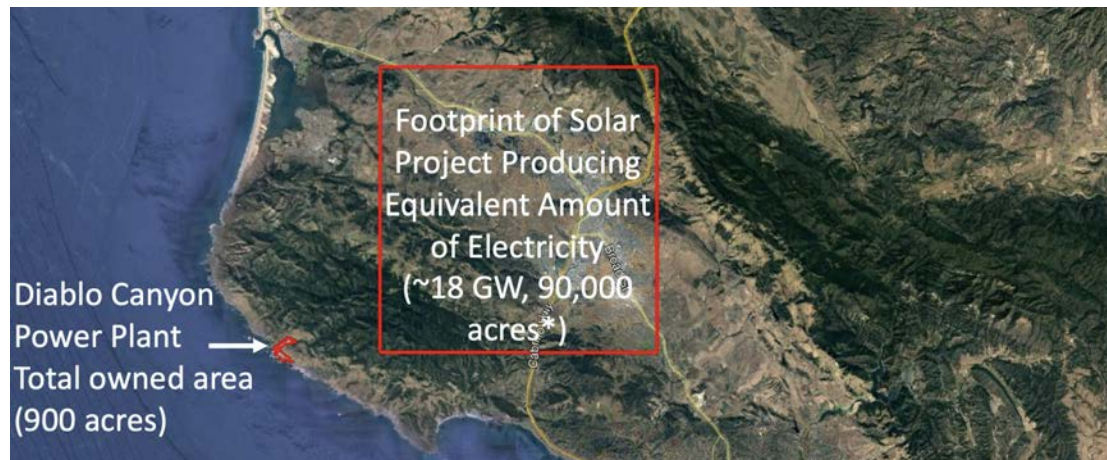 Footprint of Solar
Project Producing
Equivalent Amount
of Electricity
(~18 GW, 90,000
acres*)
Diablo Canyon
Power Plant
Total owned area
(900 acres)